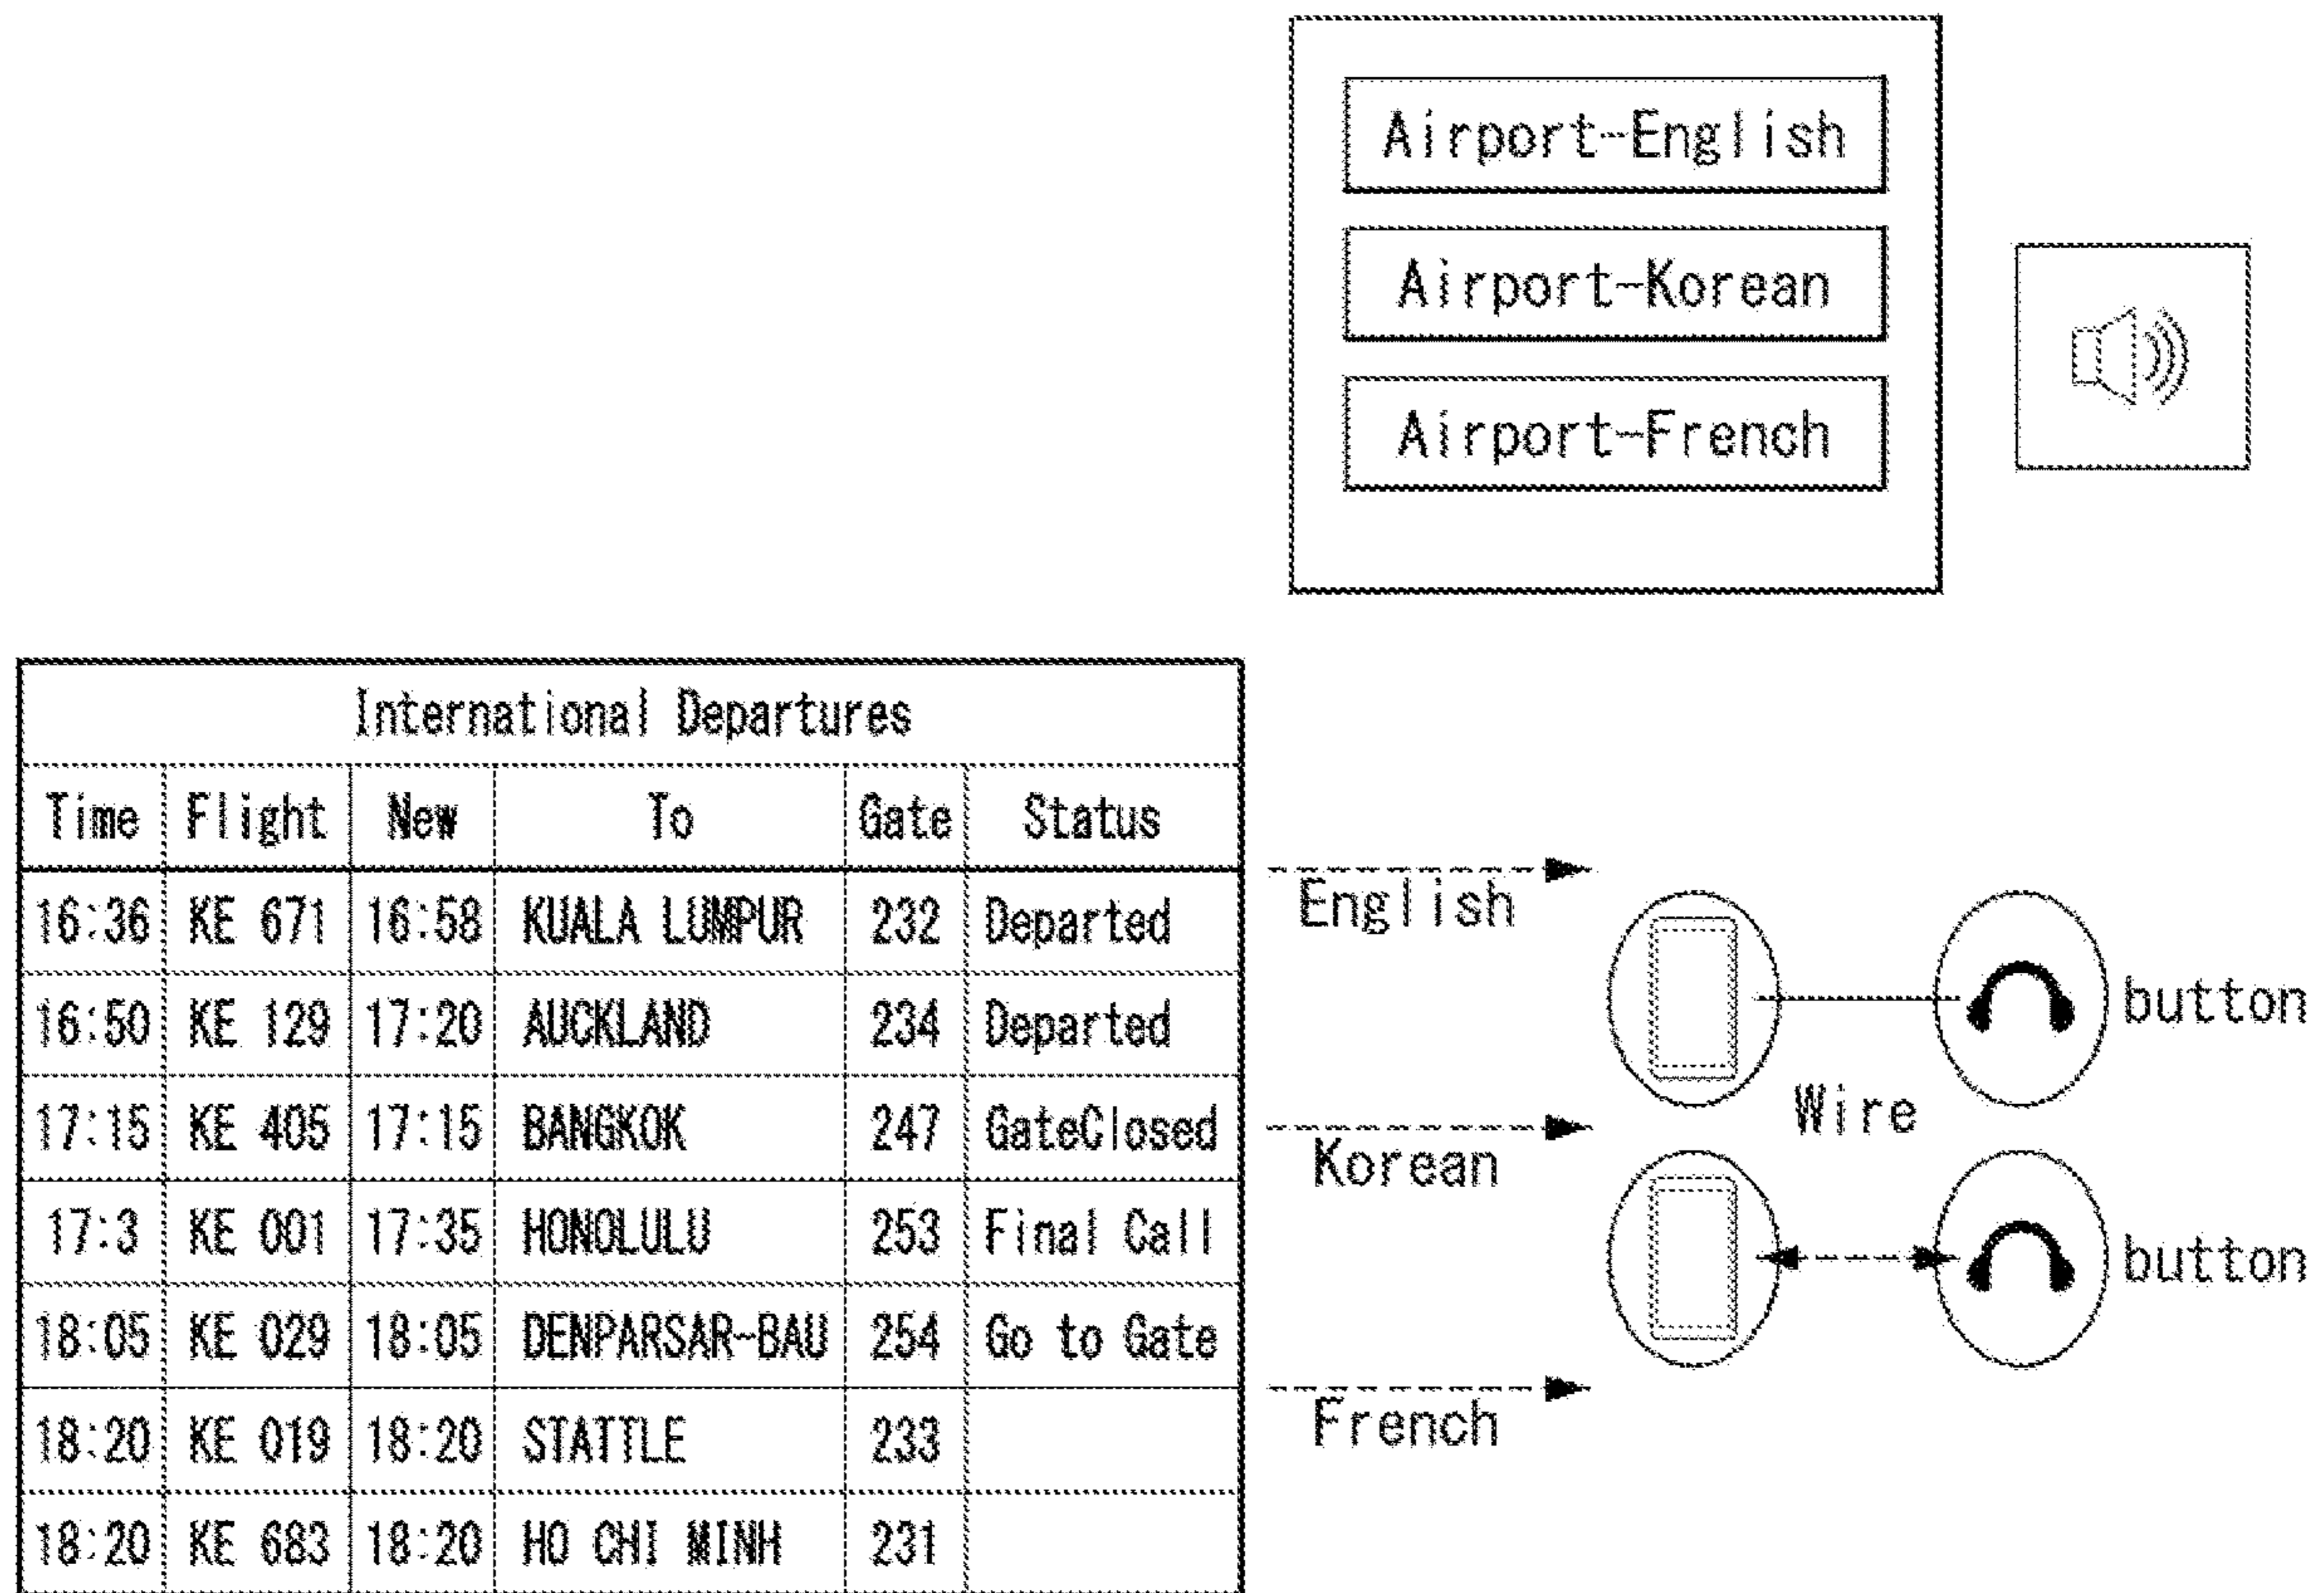 Airport-English
Airport-Korean
Airport-French
International Departures
Time Flight New To Gate Status
16:36 KE 671 16:58 KUALA LUMPUR 232 Departed
16:50 KE 129 17:20 AUCKLAND 234 Departed
17:15 KE 405 17:15 BANGKOK 247 GateClosed
17:3 KE 001 17:35 HONOLULU 253 Final Call
18:05 KE 029 18:05 DENPARSAR-BAU 254 Go to Gate
18:20 KE 019 18:20 STATTLE 233
18:20 KE 683 18:20 HO CHI MINH 231
English
button
Wire
Korean
button
French